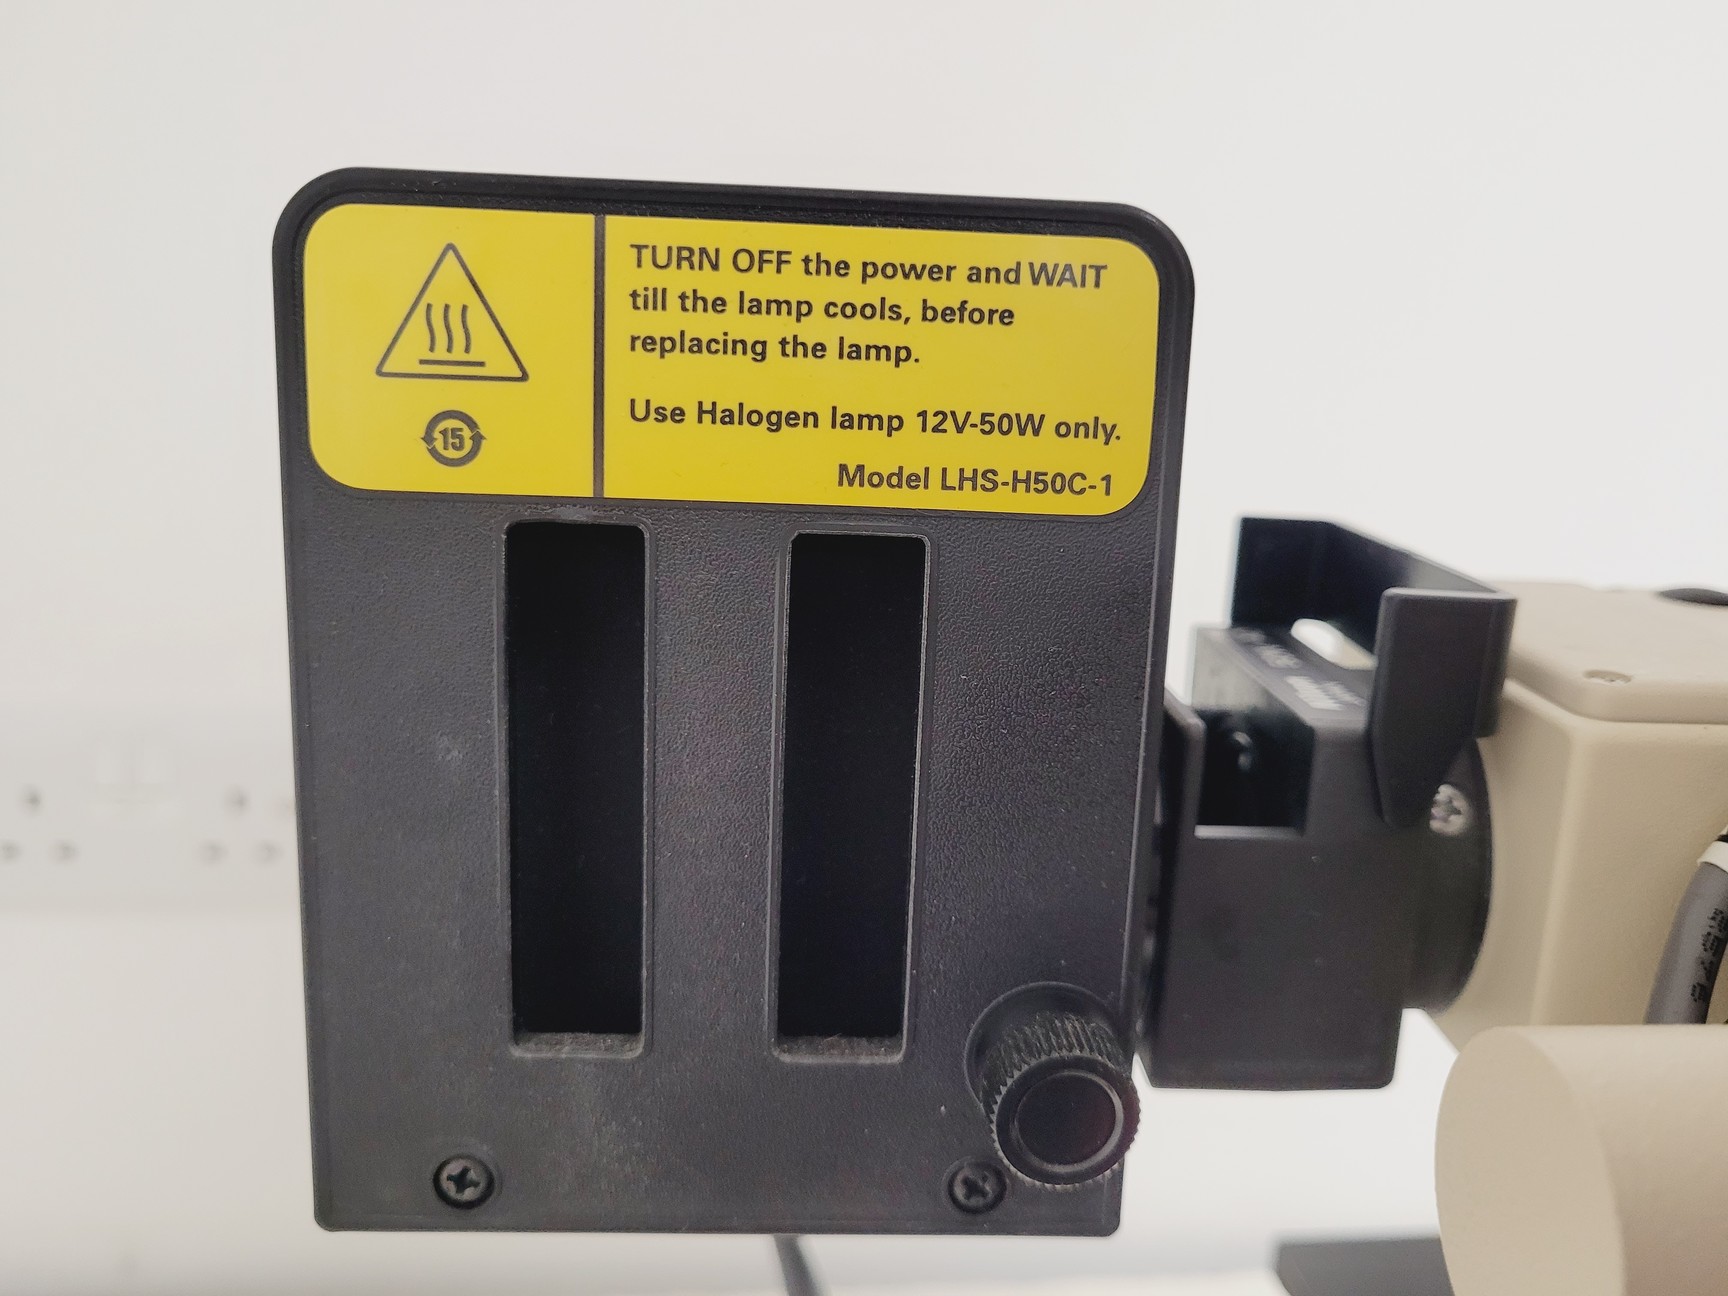 TURN OFF the power and WAIT
till the lamp cools, before
replacing the lamp.
Use Halogen lamp 12V-50W only.
Model LHS-H50C-1
15